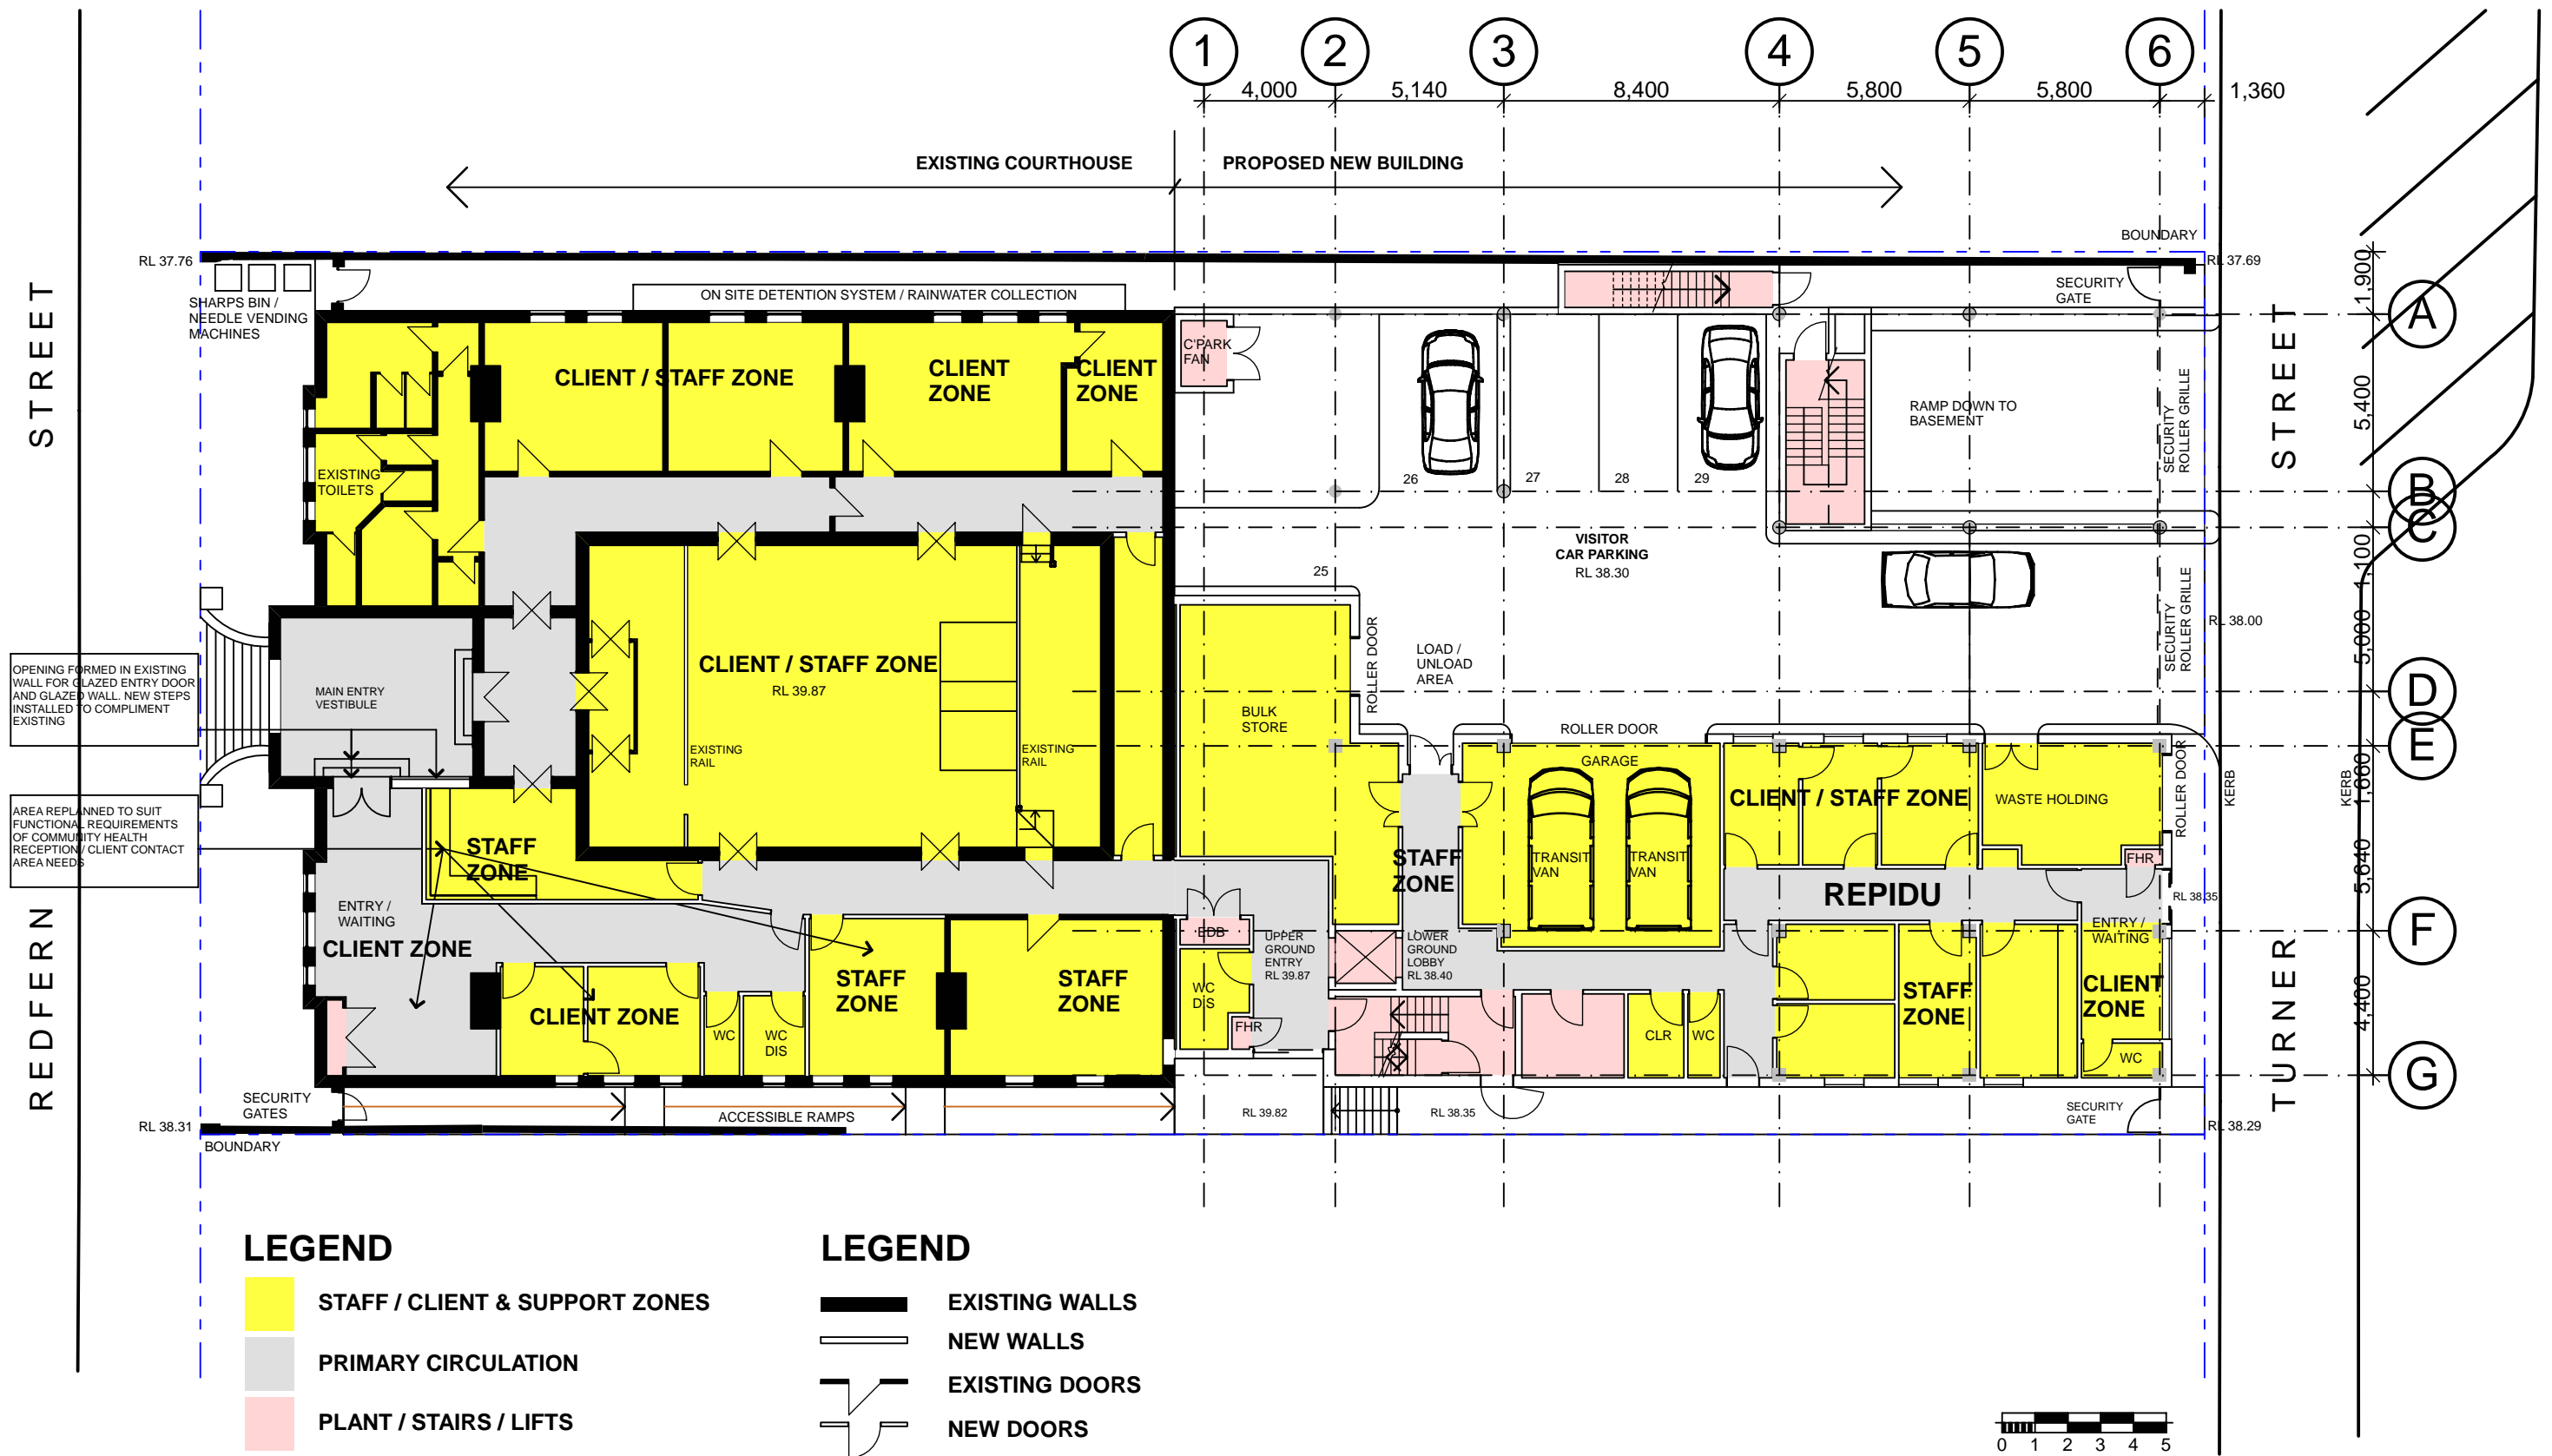 1
2
3
4
5
6
4,000
5,140
8,400
5,800
5,800
1,360
EXISTING COURTHOUSE
PROPOSED NEW BUILDING
BOUNDARY
RL 37.76
RL 37.69
SHARPS BIN /
NEEDLE VENDING
MACHINES
ON SITE DETENTION SYSTEM / RAINWATER COLLECTION
SECURITY
GATE
1,900
A
STREET
STREET
C'PARK
FAN
CLIENT / STAFF ZONE
CLIENT
ZONE
CLIENT
ZONE
RAMP DOWN TO
BASEMENT
SECURITY
ROLLER GRILLE
5,400
EXISTING
TOILETS
26
27
28
29
B
C
VISITOR
CAR PARKING
RL 38.30
25
1,100
SECURITY
ROLLER GRILLE
RL 38.00
5,000
OPENING FORMED IN EXISTING
WALL FOR GLAZED ENTRY DOOR
AND GLAZED WALL. NEW STEPS
INSTALLED TO COMPLIMENT
EXISTING
MAIN ENTRY
VESTIBULE
CLIENT / STAFF ZONE
RL 39.87
ROLLER DOOR
LOAD /
UNLOAD
AREA
D
BULK
STORE
EXISTING
RAIL
EXISTING
RAIL
ROLLER DOOR
E
GARAGE
ROLLER DOOR
KERB
KERB
1,660
AREA REPLANNED TO SUIT
FUNCTIONAL REQUIREMENTS
OF COMMUNITY HEALTH
RECEPTION / CLIENT CONTACT
AREA NEEDS
STAFF
ZONE
CLIENT / STAFF ZONE
WASTE HOLDING
STAFF
ZONE
TRANSIT
VAN
TRANSIT
VAN
FHR
5,640
REPIDU
RL 38.35
ENTRY /
WAITING
CLIENT ZONE
EDB
UPPER
GROUND
ENTRY
RL 39.87
LOWER
GROUND
LOBBY
RL 38.40
ENTRY /
WAITING
F
REDFERN
TURNER
STAFF
ZONE
STAFF
ZONE
WC
DIS
STAFF
ZONE
CLIENT
ZONE
CLIENT ZONE
WC
WC
DIS
FHR
CLR
WC
WC
4,400
G
SECURITY
GATES
ACCESSIBLE RAMPS
RL 39.82
RL 38.35
SECURITY
GATE
RL 38.31
RL 38.29
BOUNDARY
LEGEND
STAFF / CLIENT & SUPPORT ZONES
PRIMARY CIRCULATION
PLANT / STAIRS / LIFTS
LEGEND
EXISTING WALLS
NEW WALLS
EXISTING DOORS
NEW DOORS
0 1 2 3 4 5